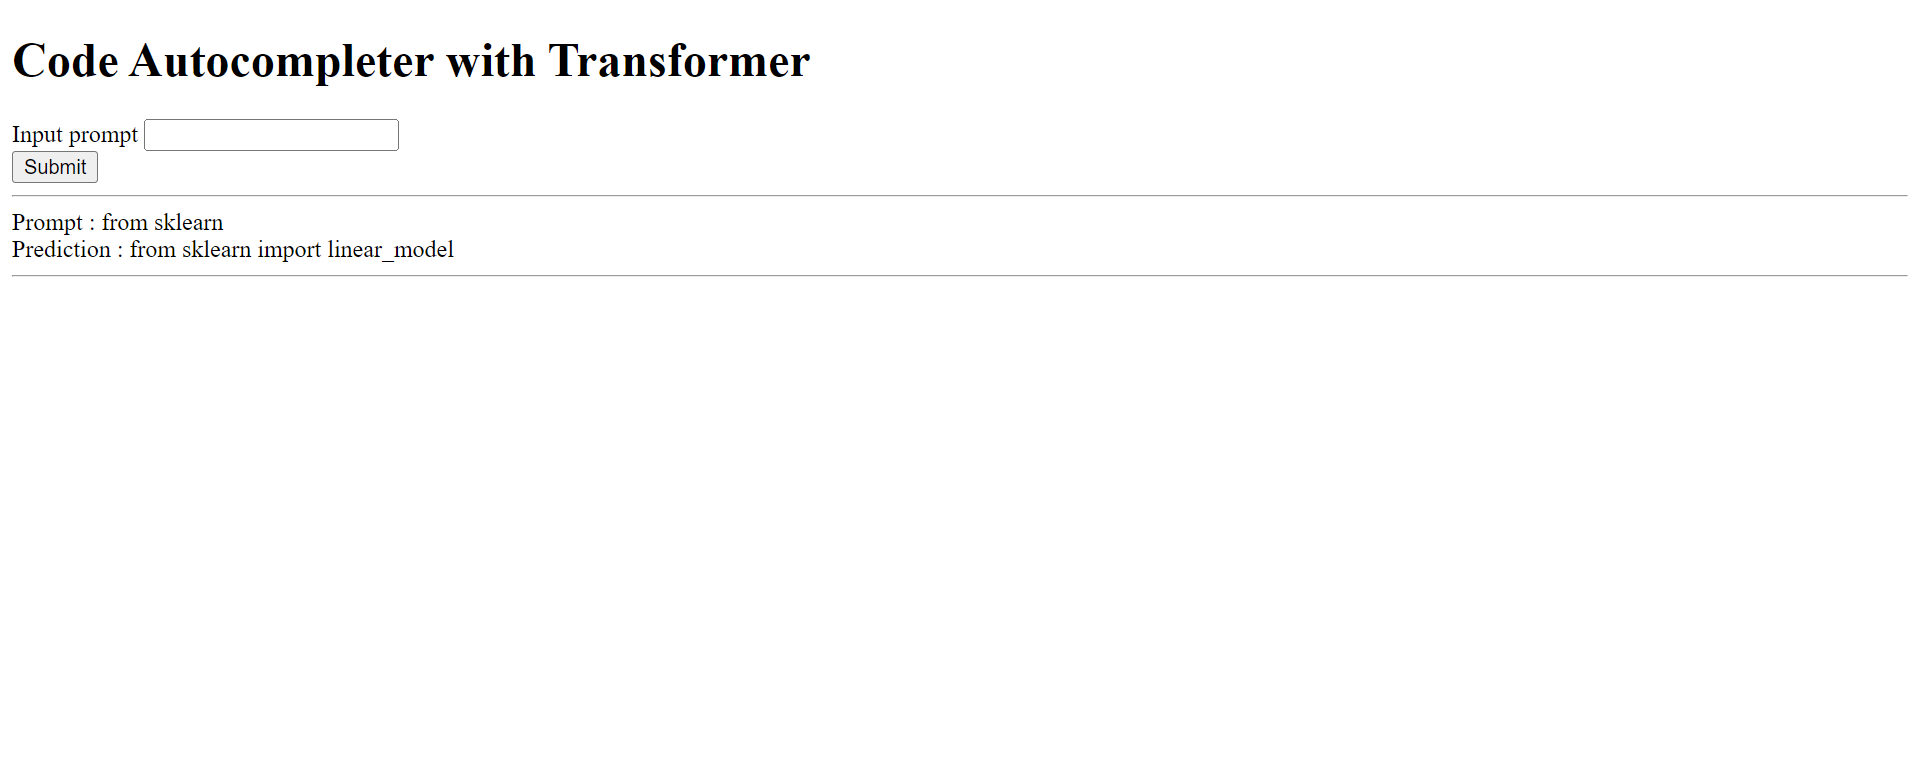 Code Autocompleter with Transformer
Input prompt
Submit
Prompt : from sklearn
Prediction : from sklearn import linear_model